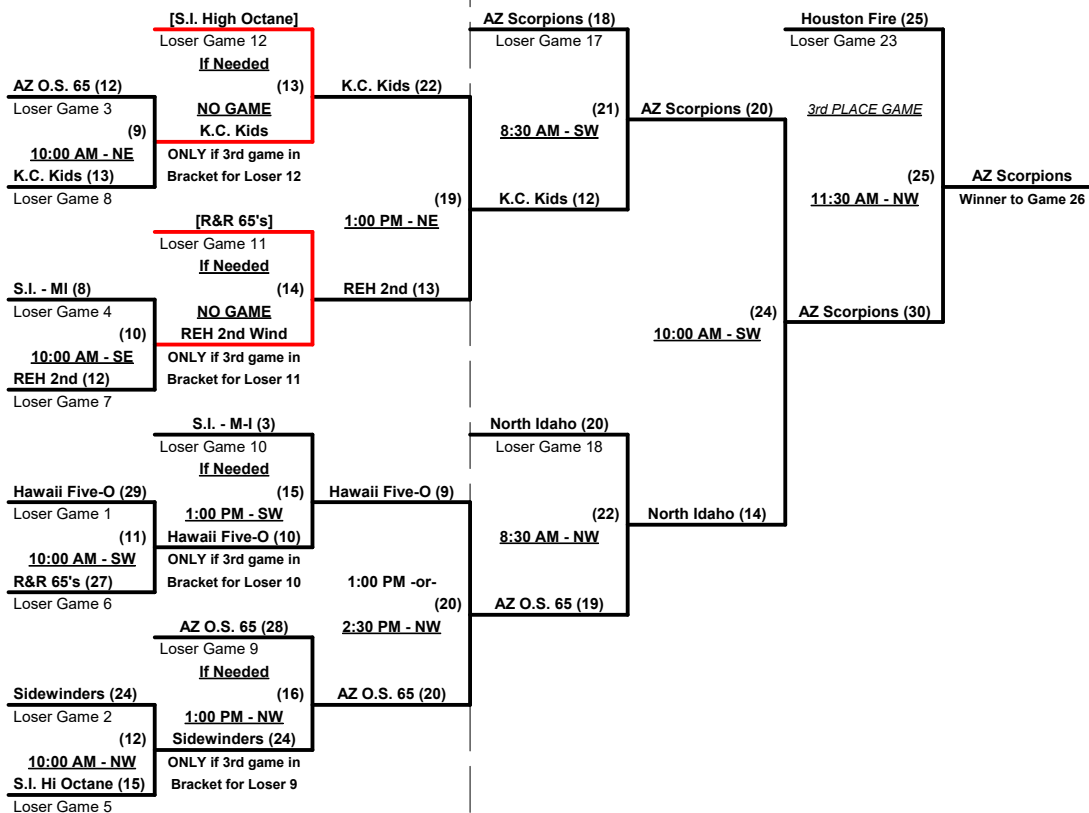 [S.I. High Octane]
Loser Game 12
If Needed
(13)
NO GAME
K.C. Kids
ONLY if 3rd game in
Bracket for Loser 12
AZ O.S. 65 (12)
Loser Game 3
(9)
10:00 AM - NE
K.C. Kids (13)
Loser Game 8
[R&R 65's]
Loser Game 11
If Needed
(14)
NO GAME
REH 2nd Wind
ONLY if 3rd game in
Bracket for Loser 11
S.I. - MI (8)
Loser Game 4
(10)
10:00 AM - SE
REH 2nd (12)
Loser Game 7
S.I. - M-I (3)
Loser Game 10
If Needed
(15)
1:00 PM - SW
Hawaii Five-O (10)
ONLY if 3rd game in
Bracket for Loser 10
Hawaii Five-O (29)
Loser Game 1
(11)
10:00 AM - SW
R&R 65's (27)
Loser Game 6
AZ O.S. 65 (28)
Loser Game 9
If Needed
(16)
1:00 PM - NW
Sidewinders (24)
ONLY if 3rd game in
Bracket for Loser 9
Sidewinders (24)
Loser Game 2
(12)
10:00 AM - NW
S.I. Hi Octane (15)
Loser Game 5
K.C. Kids (22)
(19)
1:00 PM - NE
REH 2nd (13)
Hawaii Five-O (9)
1:00 PM -or-
(20)
2:30 PM - NW
AZ O.S. 65 (20)
AZ Scorpions (18)
Loser Game 17
(21)
8:30 AM - SW
K.C. Kids (12)
North Idaho (20)
Loser Game 18
(22)
8:30 AM - NW
AZ O.S. 65 (19)
AZ Scorpions (20)
(24)
10:00 AM - SW
North Idaho (14)
Houston Fire (25)
Loser Game 23
3rd PLACE GAME
(25)
11:30 AM - NW
AZ Scorpions (30)
AZ Scorpions
Winner to Game 26